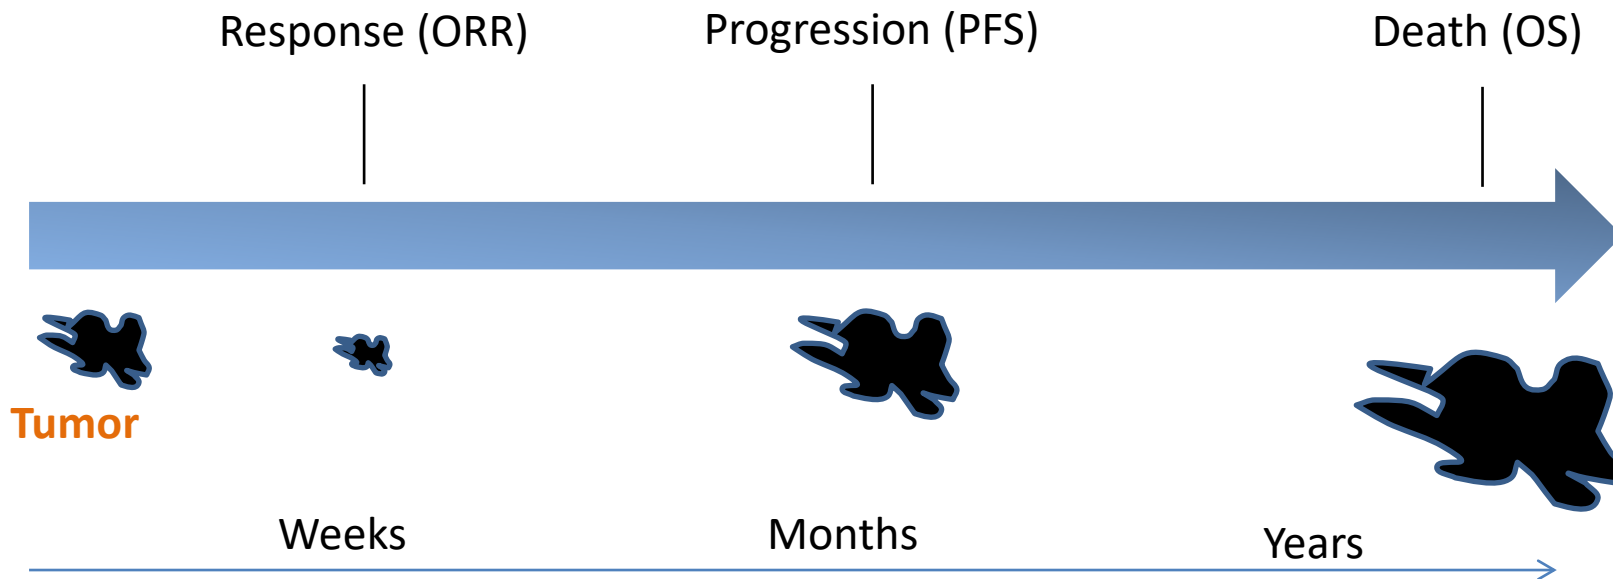 Response (ORR)
Progression (PFS)
Death (OS)
Tumor
Weeks
Months
Years